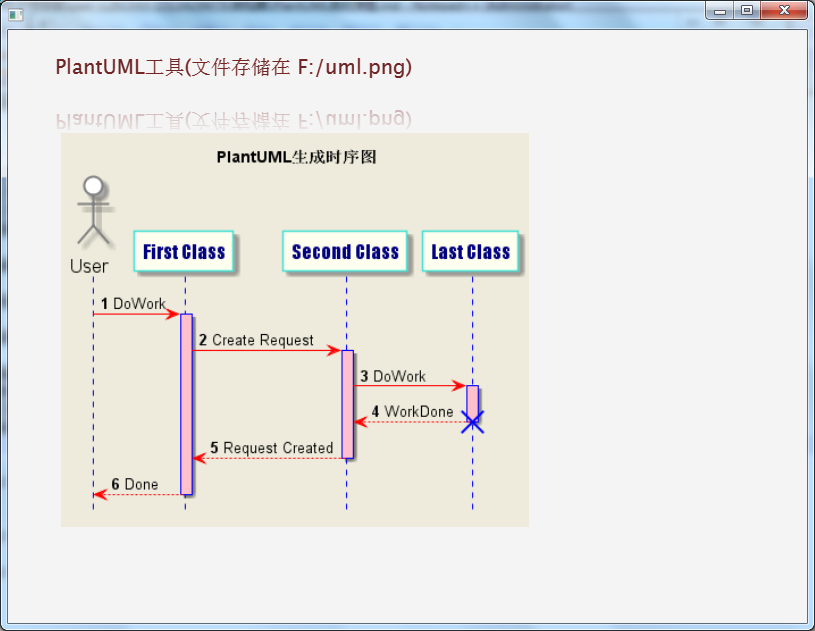 PlantUML工具(文件存储在 F:/uml.png)
PlantUML工具(文件存储在 F:/uml.png)
PlantUML生成时序图
User
First Class
Second Class
Last Class
1 DoWork
2 Create Request
3 DoWork
4 WorkDone
5 Request Created
6 Done